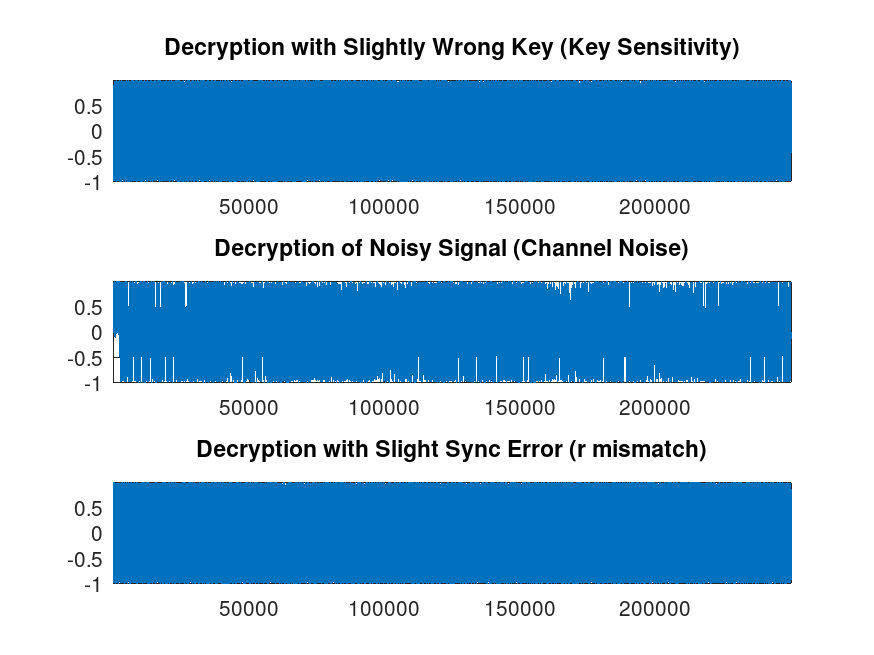 Decryption with Slightly Wrong Key (Key Sensitivity)
0.5
0
-0.5
-1
50000 100000 150000 200000
Decryption of Noisy Signal (Channel Noise)
0.5
0
-0.5
-1
50000 100000 150000 200000
Decryption with Slight Sync Error (r mismatch)
0.5
0
-0.5
-1
50000 100000 150000 200000